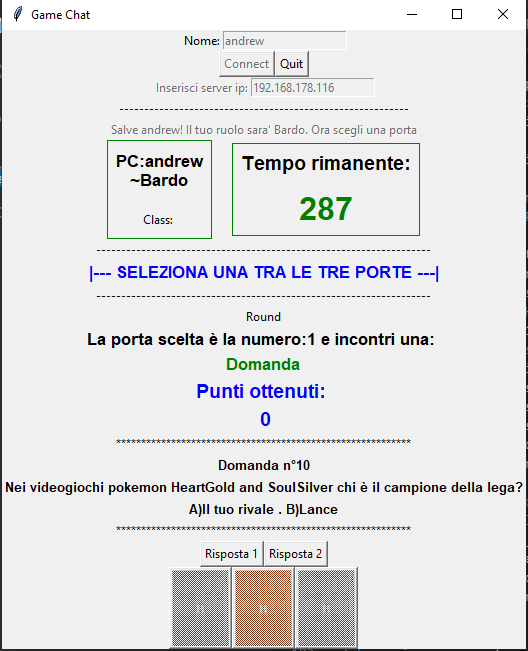 Game Chat
Nome: andrew
Connect Quit
Inserisci server ip: 192.168.178.116
Salve andrew! Il tuo ruolo sara' Bardo. Ora scegli una porta
PC:andrew
~Bardo
Class:
Tempo rimanente:
287
|--- SELEZIONA UNA TRA LE TRE PORTE ---|
Round
La porta scelta è la numero:1 e incontri una:
Domanda
Punti ottenuti:
0
************************************************************
Domanda n°10
Nei videogiochi pokemon HeartGold and SoulSilver chi è il campione della lega?
A)Il tuo rivale . B)Lance
************************************************************
Risposta 1 Risposta 2